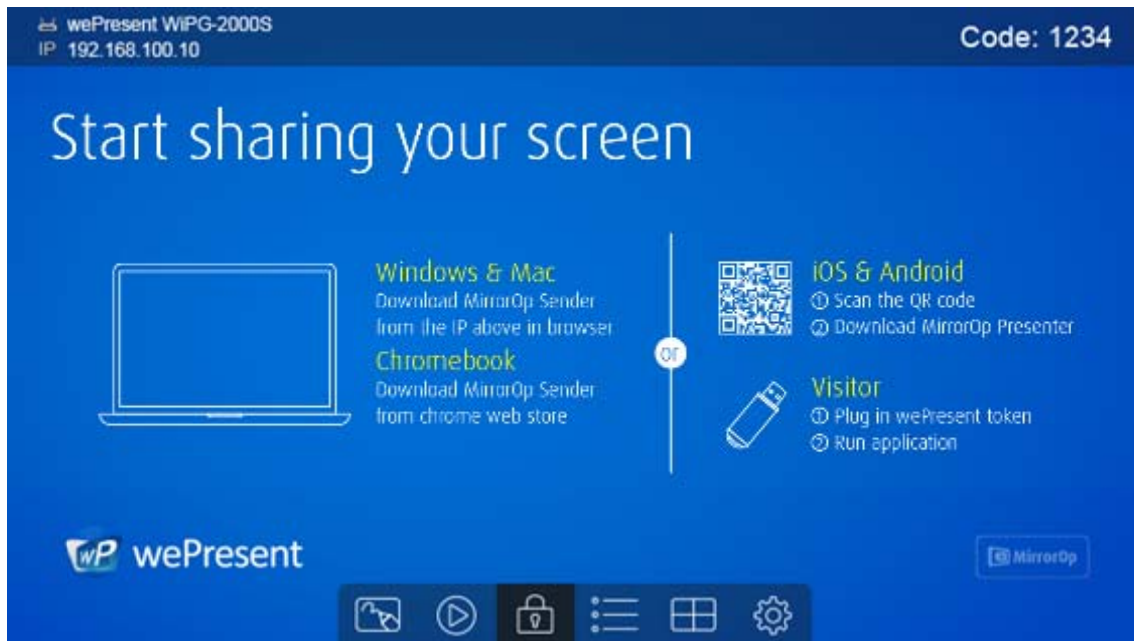 wePresent WiPG-2000S
IP 192.168.100.10
Code: 1234
Start sharing your screen
Windows & Mac
Download MirrorOp Sender
from the IP above in browser
Chromebook
Download MirrorOp Sender
from chrome web store
or
iOS & Android
① Scan the QR code
② Download MirrorOp Presenter
Visitor
① Plug in wePresent token
② Run application
wP wePresent
MirrorOp